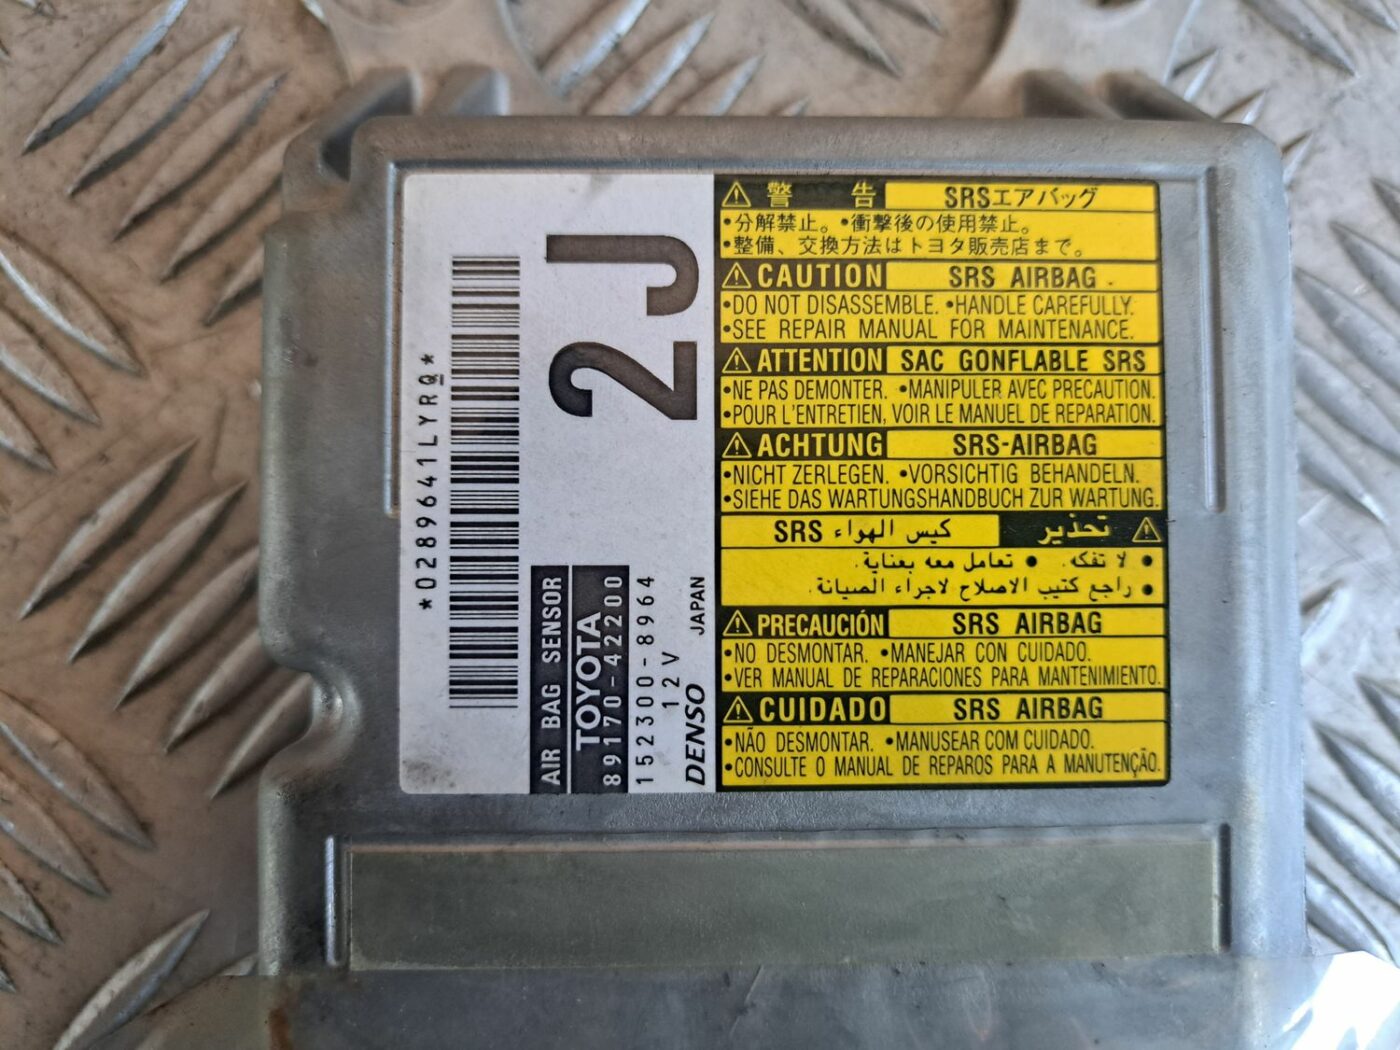 *02896411LYRQ*
2J
AIR BAG SENSOR
TOYOTA
89170-42200
152300-8964
12V
DENSO JAPAN
警告 SRSエアバッグ
•分解禁止。 •衝撃後の使用禁止。
•整備、交換方法はトヨタ販売店まで。
CAUTION SRS AIRBAG
•DO NOT DISASSEMBLE. •HANDLE CAREFULLY.
•SEE REPAIR MANUAL FOR MAINTENANCE.
ATTENTION SAC GONFLABLE SRS
•NE PAS DEMONTER. •MANIPULER AVEC PRECAUTION.
•POUR L'ENTRETIEN, VOIR LE MANUEL DE REPARATION.
ACHTUNG SRS-AIRBAG
•NICHT ZERLEGEN. •VORSICHTIG BEHANDELN.
•SIEHE DAS WARTUNGSHANDBUCH ZUR WARTUNG.
تحذير كيس الهواء SRS
• لا تفكه. • تعامل معه بعناية.
• راجع كتيب الاصلاح لاجراء الصيانة.
PRECAUCIÓN SRS AIRBAG
•NO DESMONTAR. •MANEJAR CON CUIDADO.
•VER MANUAL DE REPARACIONES PARA MANTENIMIENTO.
CUIDADO SRS AIRBAG
•NÃO DESMONTAR. •MANUSEAR COM CUIDADO.
•CONSULTE O MANUAL DE REPAROS PARA A MANUTENÇÃO.